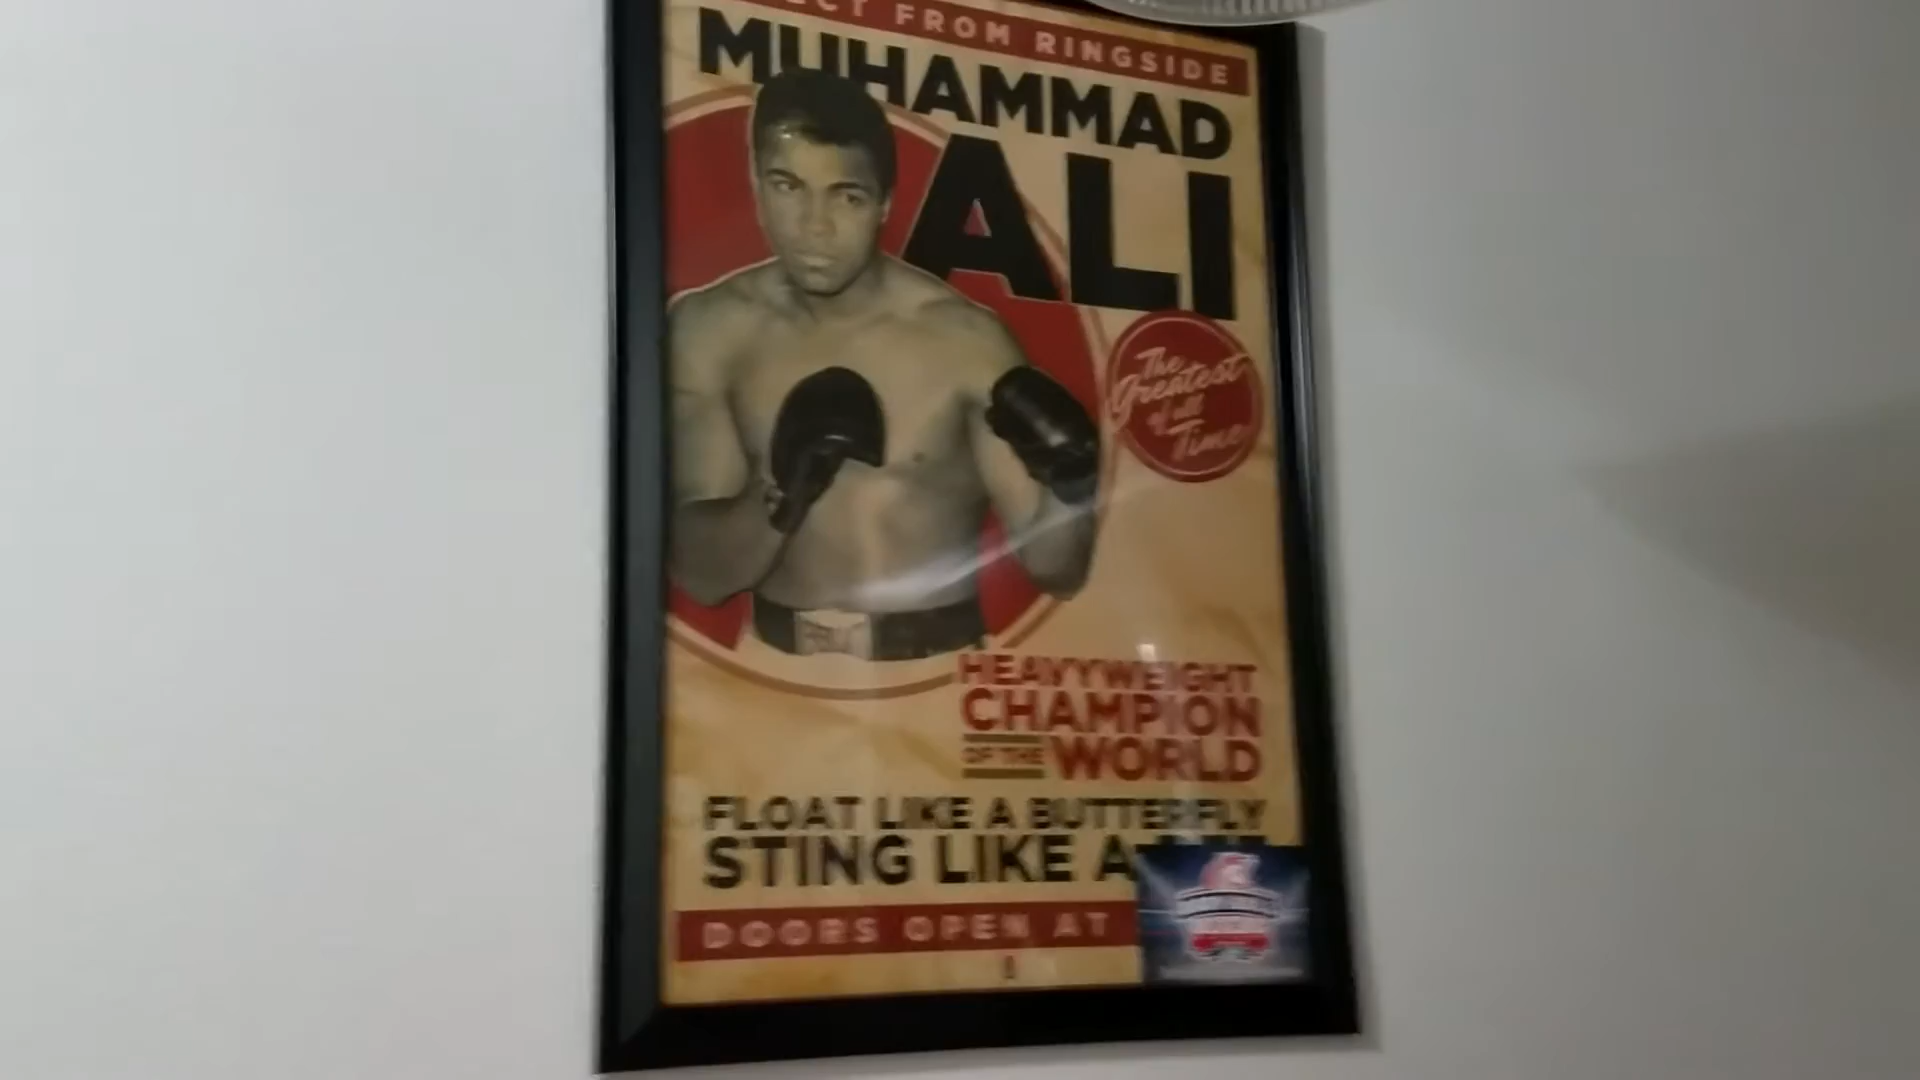 FROM RINGSIDE
MUHAMMAD
ALI
The
Greatest
of all
Time
HEAVYWEIGHT
CHAMPION
OF THE WORLD
FLOAT LIKE A BUTTERFLY
STING LIKE A
DOORS OPEN AT